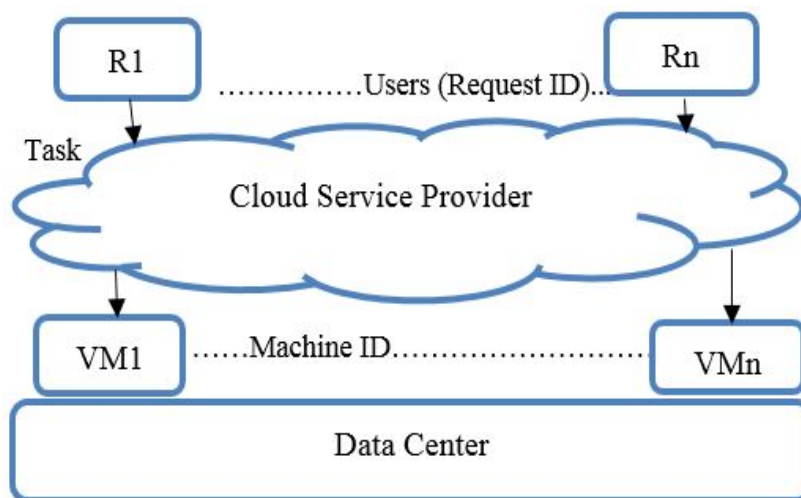 R1
Rn
……………Users (Request ID)...
Task
Cloud Service Provider
VM1
……Machine ID…………………………
VMn
Data Center